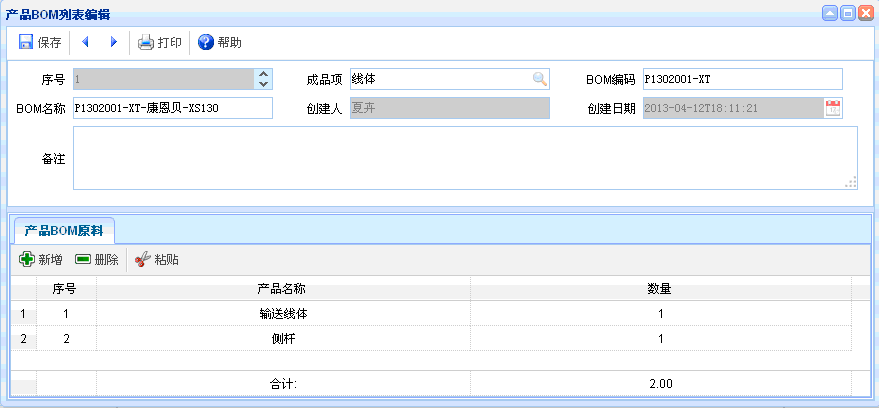 产品BOM列表编辑
保存 打印 帮助
序号 1 成品项 线体 BOM编码 P1302001-XT
BOM名称 P1302001-XT-康恩贝-XS130 创建人 夏卉 创建日期 2013-04-12T18:11:21
备注
产品BOM原料
新增 删除 粘贴
序号 产品名称 数量
1 1 输送线体 1
2 2 侧杆 1
合计: 2.00